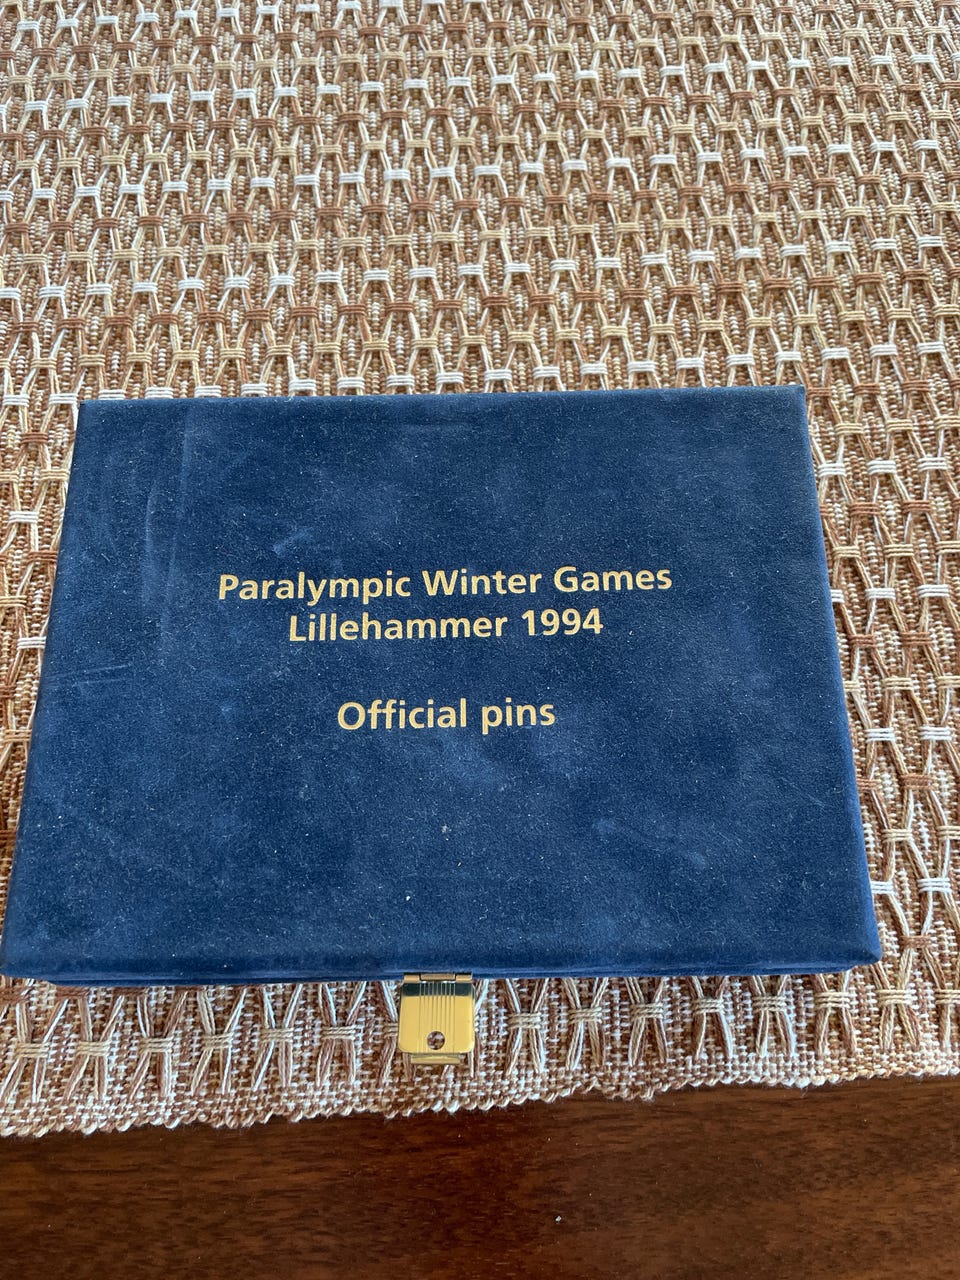 Paralympic Winter Games
Lillehammer 1994
Official pins